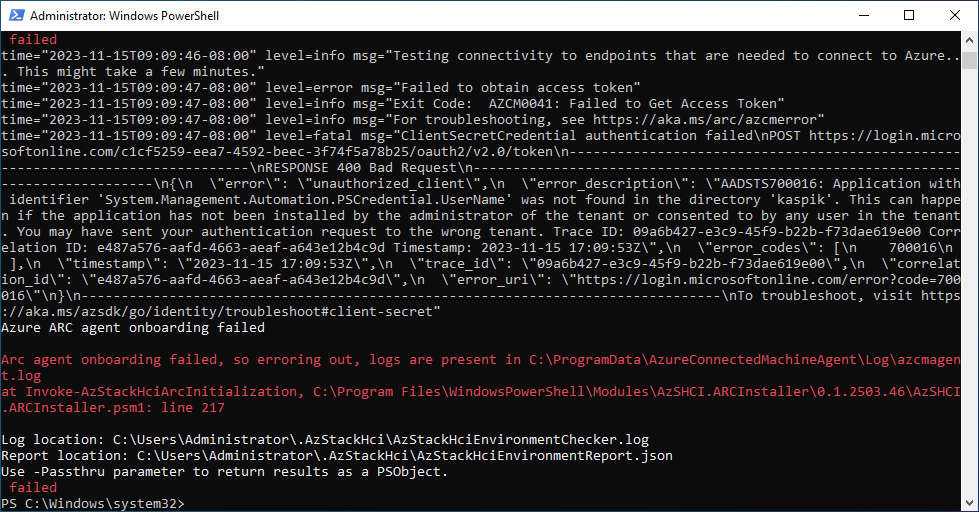 Administrator: Windows PowerShell
 failed
time="2023-11-15T09:09:46-08:00" level=info msg="Testing connectivity to endpoints that are needed to connect to Azure..
. This might take a few minutes."
time="2023-11-15T09:09:47-08:00" level=error msg="Failed to obtain access token"
time="2023-11-15T09:09:47-08:00" level=info msg="Exit Code:  AZCM0041: Failed to Get Access Token"
time="2023-11-15T09:09:47-08:00" level=info msg="For troubleshooting, see https://aka.ms/arc/azcmerror"
time="2023-11-15T09:09:47-08:00" level=fatal msg="ClientSecretCredential authentication failed\nPOST https://login.micro
softonline.com/c1cf5259-eea7-4592-beec-3f74f5a78b25/oauth2/v2.0/token\n--------------------------------------------------
-------------------------------\nRESPONSE 400 Bad Request\n--------------------------------------------------------------
-------------------\n{\n  \"error\": \"unauthorized_client\",\n  \"error_description\": \"AADSTS700016: Application with
 identifier 'System.Management.Automation.PSCredential.UserName' was not found in the directory 'kaspik'. This can happe
n if the application has not been installed by the administrator of the tenant or consented to by any user in the tenant
. You may have sent your authentication request to the wrong tenant. Trace ID: 09a6b427-e3c9-45f9-b22b-f73dae619e00 Corr
elation ID: e487a576-aafd-4663-aeaf-a643e12b4c9d Timestamp: 2023-11-15 17:09:53Z\",\n  \"error_codes\": [\n    700016\n
 ],\n  \"timestamp\": \"2023-11-15 17:09:53Z\",\n  \"trace_id\": \"09a6b427-e3c9-45f9-b22b-f73dae619e00\",\n  \"correlat
ion_id\": \"e487a576-aafd-4663-aeaf-a643e12b4c9d\",\n  \"error_uri\": \"https://login.microsoftonline.com/error?code=700
016\"\n}\n--------------------------------------------------------------------------------\nTo troubleshoot, visit https
://aka.ms/azsdk/go/identity/troubleshoot#client-secret"
Azure ARC agent onboarding failed
Arc agent onboarding failed, so erroring out, logs are present in C:\ProgramData\AzureConnectedMachineAgent\Log\azcmagen
t.log
at Invoke-AzStackHciArcInitialization, C:\Program Files\WindowsPowerShell\Modules\AzSHCI.ARCInstaller\0.1.2503.46\AzSHCI
.ARCInstaller.psm1: line 217
Log location: C:\Users\Administrator\.AzStackHci\AzStackHciEnvironmentChecker.log
Report location: C:\Users\Administrator\.AzStackHci\AzStackHciEnvironmentReport.json
Use -Passthru parameter to return results as a PSObject.
 failed
PS C:\Windows\system32>